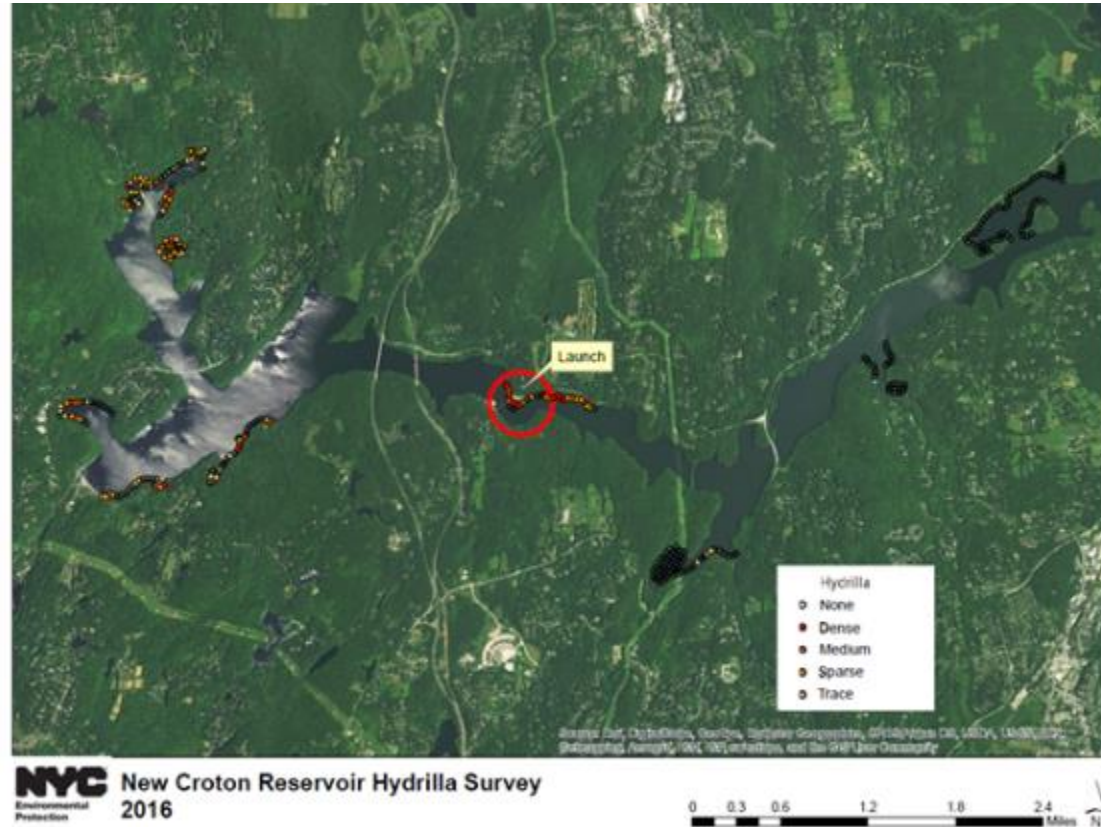 Launch
Hydrilla
None
Dense
Medium
Sparse
Trace
NYC
Environmental
Protection
New Croton Reservoir Hydrilla Survey
2016
0 0.3 0.6 1.2 1.8 2.4
Miles
N